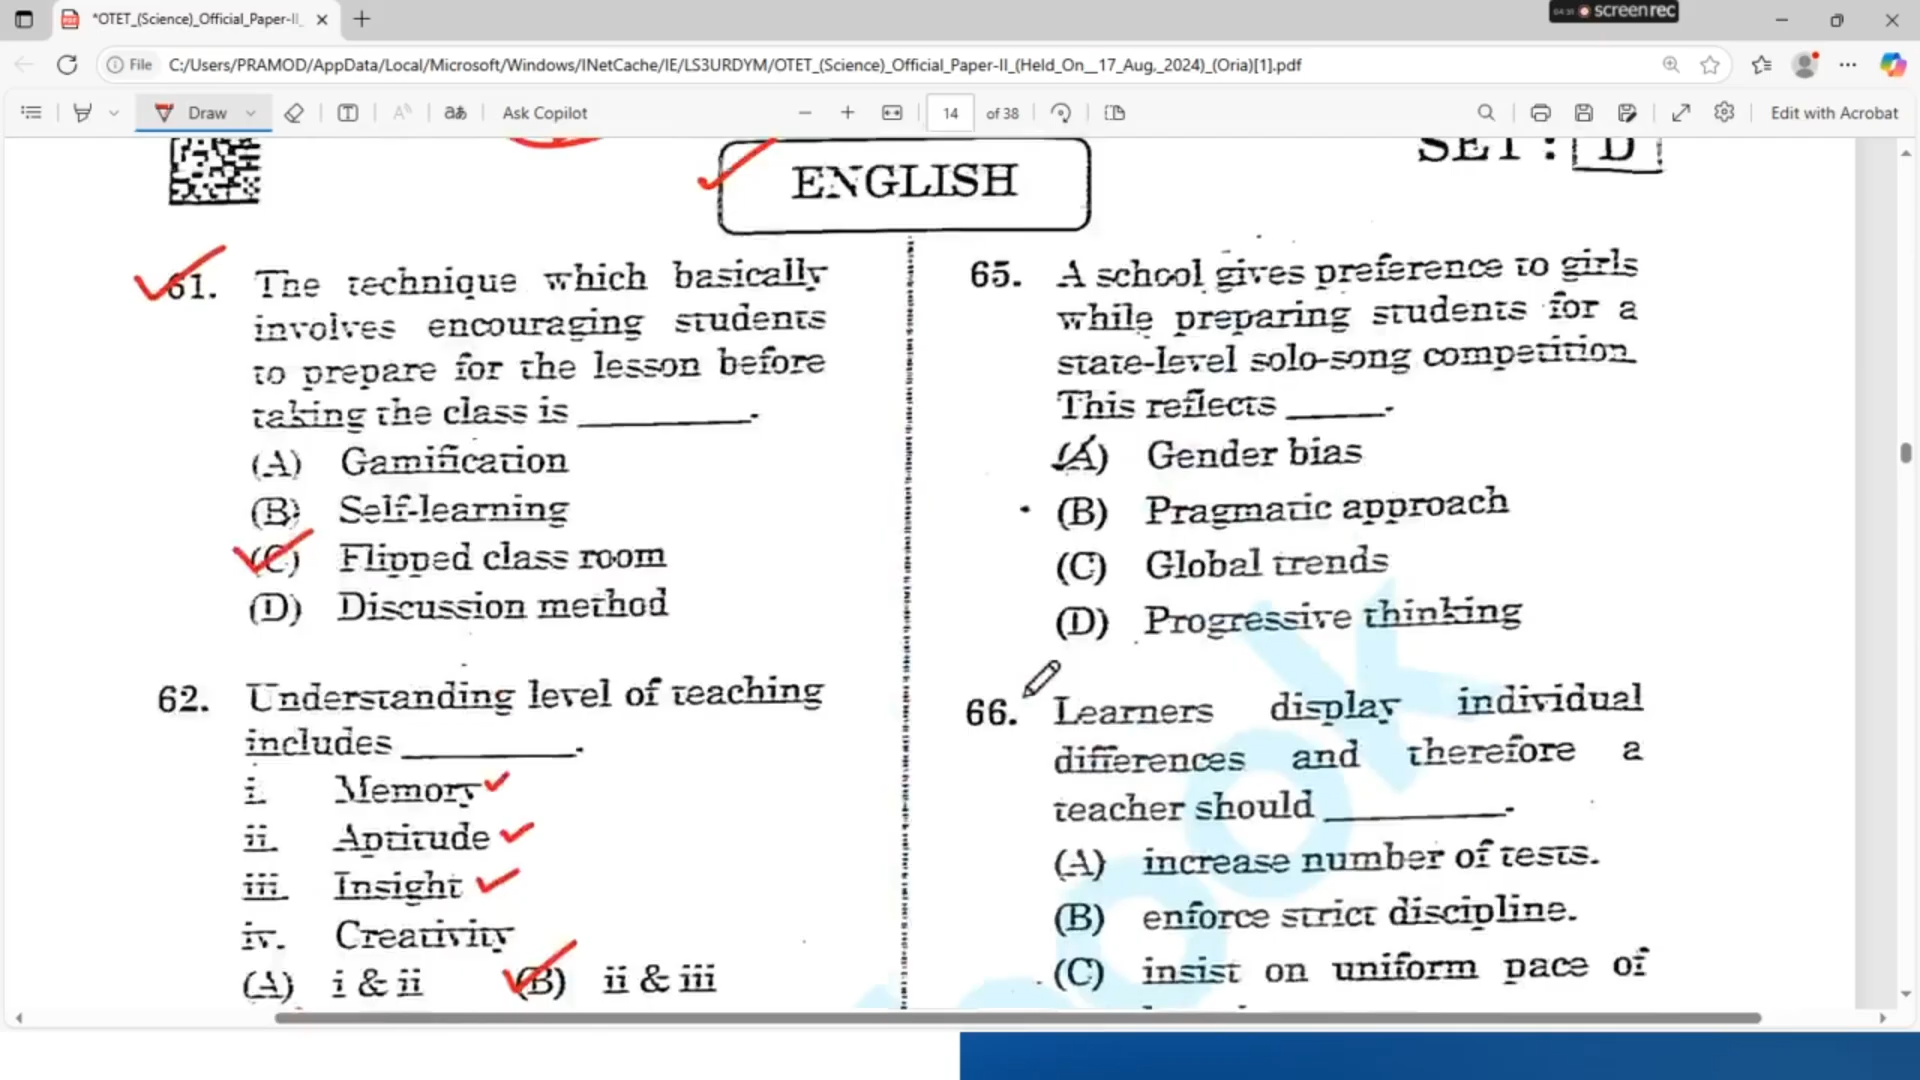 *OTET_(Science)_Official_Paper-II_
screenrec
File C:/Users/PRAMOD/AppData/Local/Microsoft/Windows/INetCache/IE/LS3URDYM/OTET_(Science)_Official_Paper-II_(Held_On__17_Aug,_2024)_(Oria)[1].pdf
Draw
Ask Copilot
14 of 38
Edit with Acrobat
ENGLISH
SET : D
61. The technique which basically
involves encouraging students
to prepare for the lesson before
taking the class is ________.
(A) Gamification
(B) Self-learning
(C) Flipped class room
(D) Discussion method
62. Understanding level of teaching
includes ________.
i. Memory
ii. Aptitude
iii. Insight
iv. Creativity
(A) i & ii (B) ii & iii
65. A school gives preference to girls
while preparing students for a
state-level solo-song competition.
This reflects _____.
(A) Gender bias
(B) Pragmatic approach
(C) Global trends
(D) Progressive thinking
66. Learners display individual
differences and therefore a
teacher should ________.
(A) increase number of tests.
(B) enforce strict discipline.
(C) insist on uniform pace of